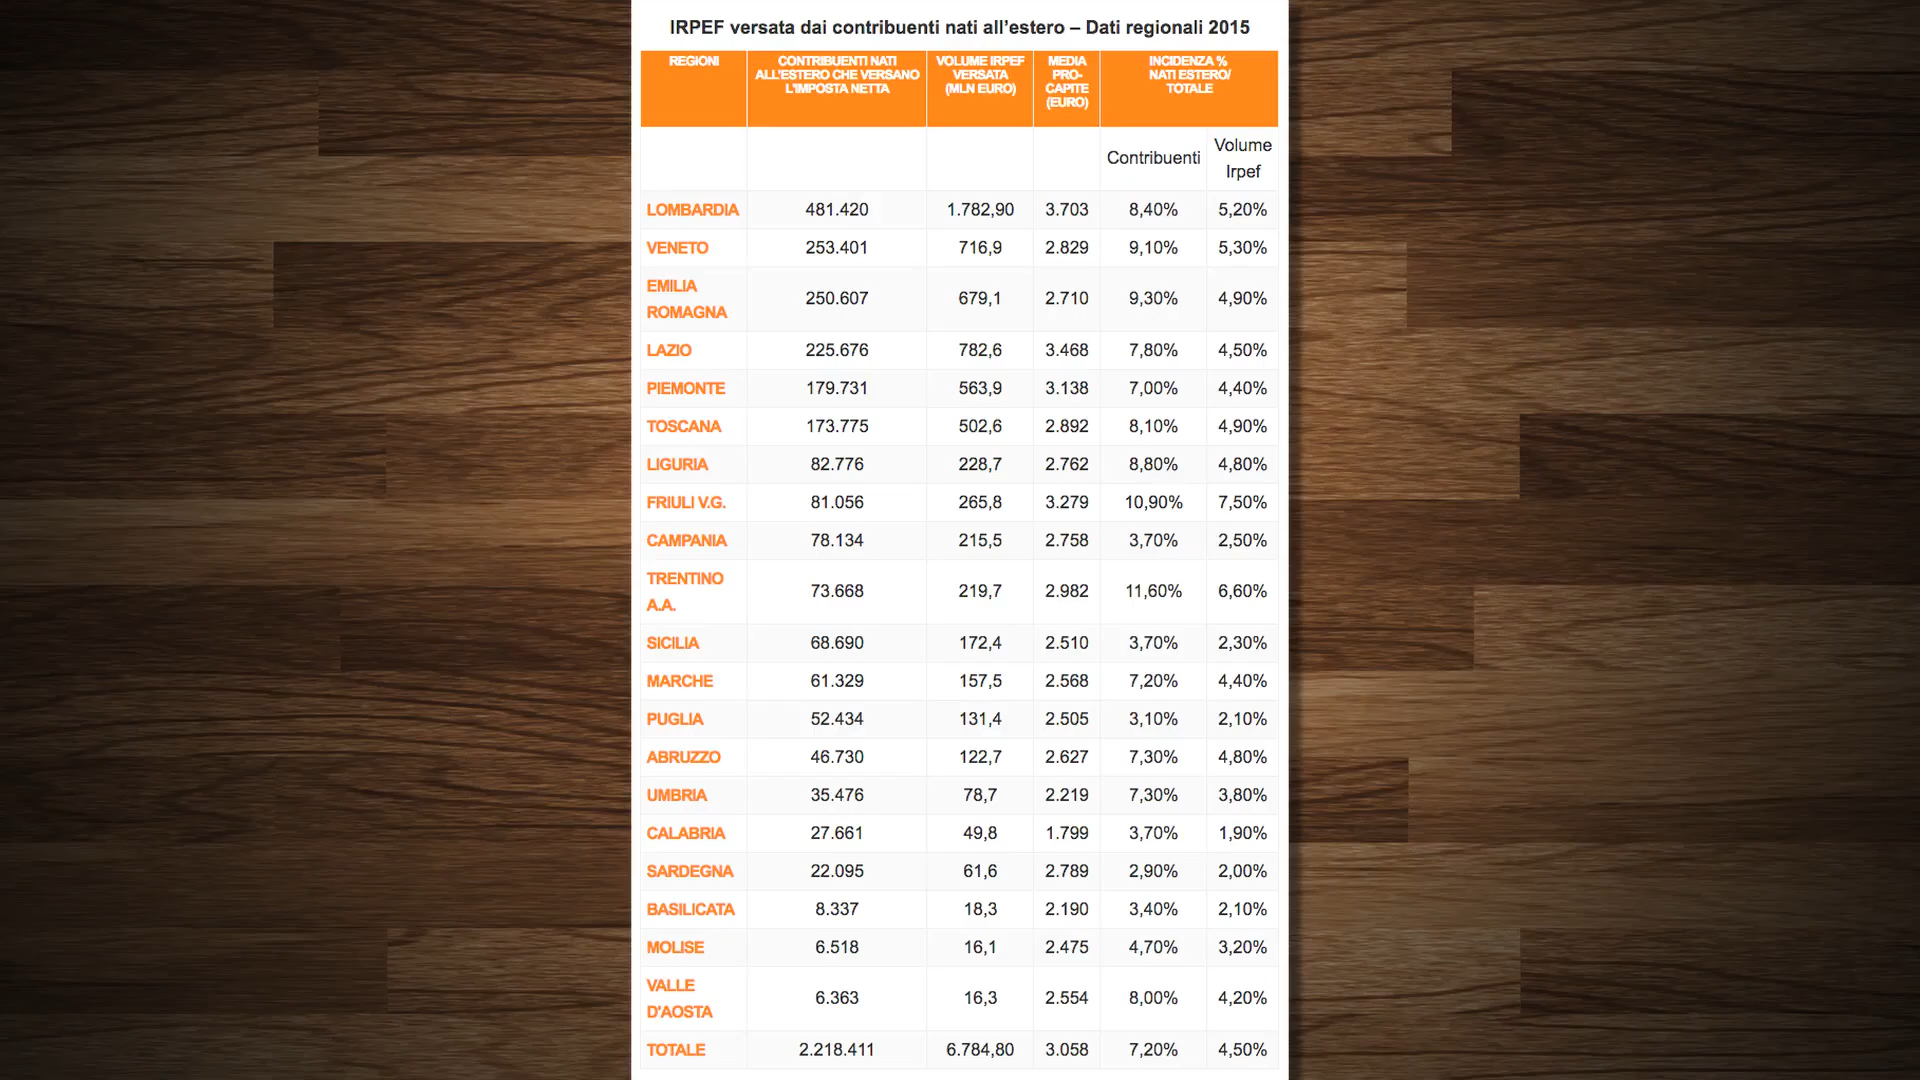 IRPEF versata dai contribuenti nati all’estero – Dati regionali 2015
REGIONI
CONTRIBUENTI NATI
ALL'ESTERO CHE VERSANO
L'IMPOSTA NETTA
VOLUME IRPEF
VERSATA
(MLN EURO)
MEDIA
PRO-
CAPITE
(EURO)
INCIDENZA %
NATI ESTERO/
TOTALE
Contribuenti
Volume
Irpef
LOMBARDIA 481.420 1.782,90 3.703 8,40% 5,20%
VENETO 253.401 716,9 2.829 9,10% 5,30%
EMILIA
ROMAGNA 250.607 679,1 2.710 9,30% 4,90%
LAZIO 225.676 782,6 3.468 7,80% 4,50%
PIEMONTE 179.731 563,9 3.138 7,00% 4,40%
TOSCANA 173.775 502,6 2.892 8,10% 4,90%
LIGURIA 82.776 228,7 2.762 8,80% 4,80%
FRIULI V.G. 81.056 265,8 3.279 10,90% 7,50%
CAMPANIA 78.134 215,5 2.758 3,70% 2,50%
TRENTINO
A.A. 73.668 219,7 2.982 11,60% 6,60%
SICILIA 68.690 172,4 2.510 3,70% 2,30%
MARCHE 61.329 157,5 2.568 7,20% 4,40%
PUGLIA 52.434 131,4 2.505 3,10% 2,10%
ABRUZZO 46.730 122,7 2.627 7,30% 4,80%
UMBRIA 35.476 78,7 2.219 7,30% 3,80%
CALABRIA 27.661 49,8 1.799 3,70% 1,90%
SARDEGNA 22.095 61,6 2.789 2,90% 2,00%
BASILICATA 8.337 18,3 2.190 3,40% 2,10%
MOLISE 6.518 16,1 2.475 4,70% 3,20%
VALLE
D'AOSTA 6.363 16,3 2.554 8,00% 4,20%
TOTALE 2.218.411 6.784,80 3.058 7,20% 4,50%